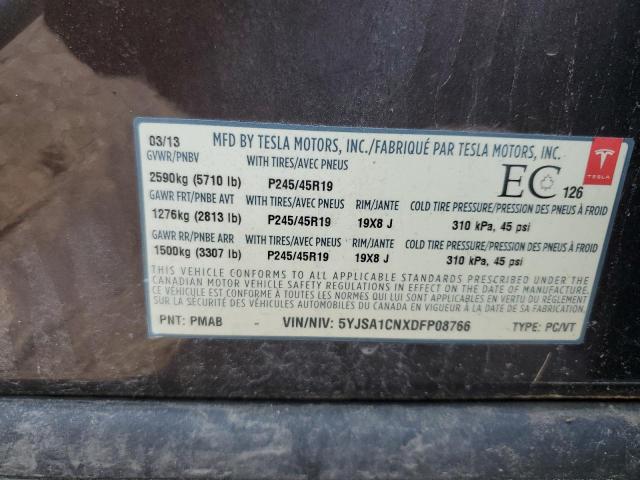 03/13 MFD BY TESLA MOTORS, INC./FABRIQUÉ PAR TESLA MOTORS, INC.
GVWR/PNBV WITH TIRES/AVEC PNEUS
2590kg (5710 lb) P245/45R19
EC 126
TESLA
GAWR FRT/PNBE AVT WITH TIRES/AVEC PNEUS RIM/JANTE COLD TIRE PRESSURE/PRESSION DES PNEUS À FROID
1276kg (2813 lb) P245/45R19 19X8 J 310 kPa, 45 psi
GAWR RR/PNBE ARR WITH TIRES/AVEC PNEUS RIM/JANTE COLD TIRE PRESSURE/PRESSION DES PNEUS À FROID
1500kg (3307 lb) P245/45R19 19X8 J 310 kPa, 45 psi
THIS VEHICLE CONFORMS TO ALL APPLICABLE STANDARDS PRESCRIBED UNDER THE
CANADIAN MOTOR VEHICLE SAFETY REGULATIONS IN EFFECT ON THE DATE OF MANUFACTURE
CE VÉHICULE EST CONFORME À TOUTES LES NORMES QUI LUI SONT APPLICABLES EN VERTU DU RÈGLEMENT
SUR LA SÉCURITÉ DES VÉHICULES AUTOMOBILES DU CANADA EN VIGUEUR À LA DATE DE SA FABRICATION
PNT: PMAB - VIN/NIV: 5YJSA1CNXDFP08766 TYPE: PC/VT